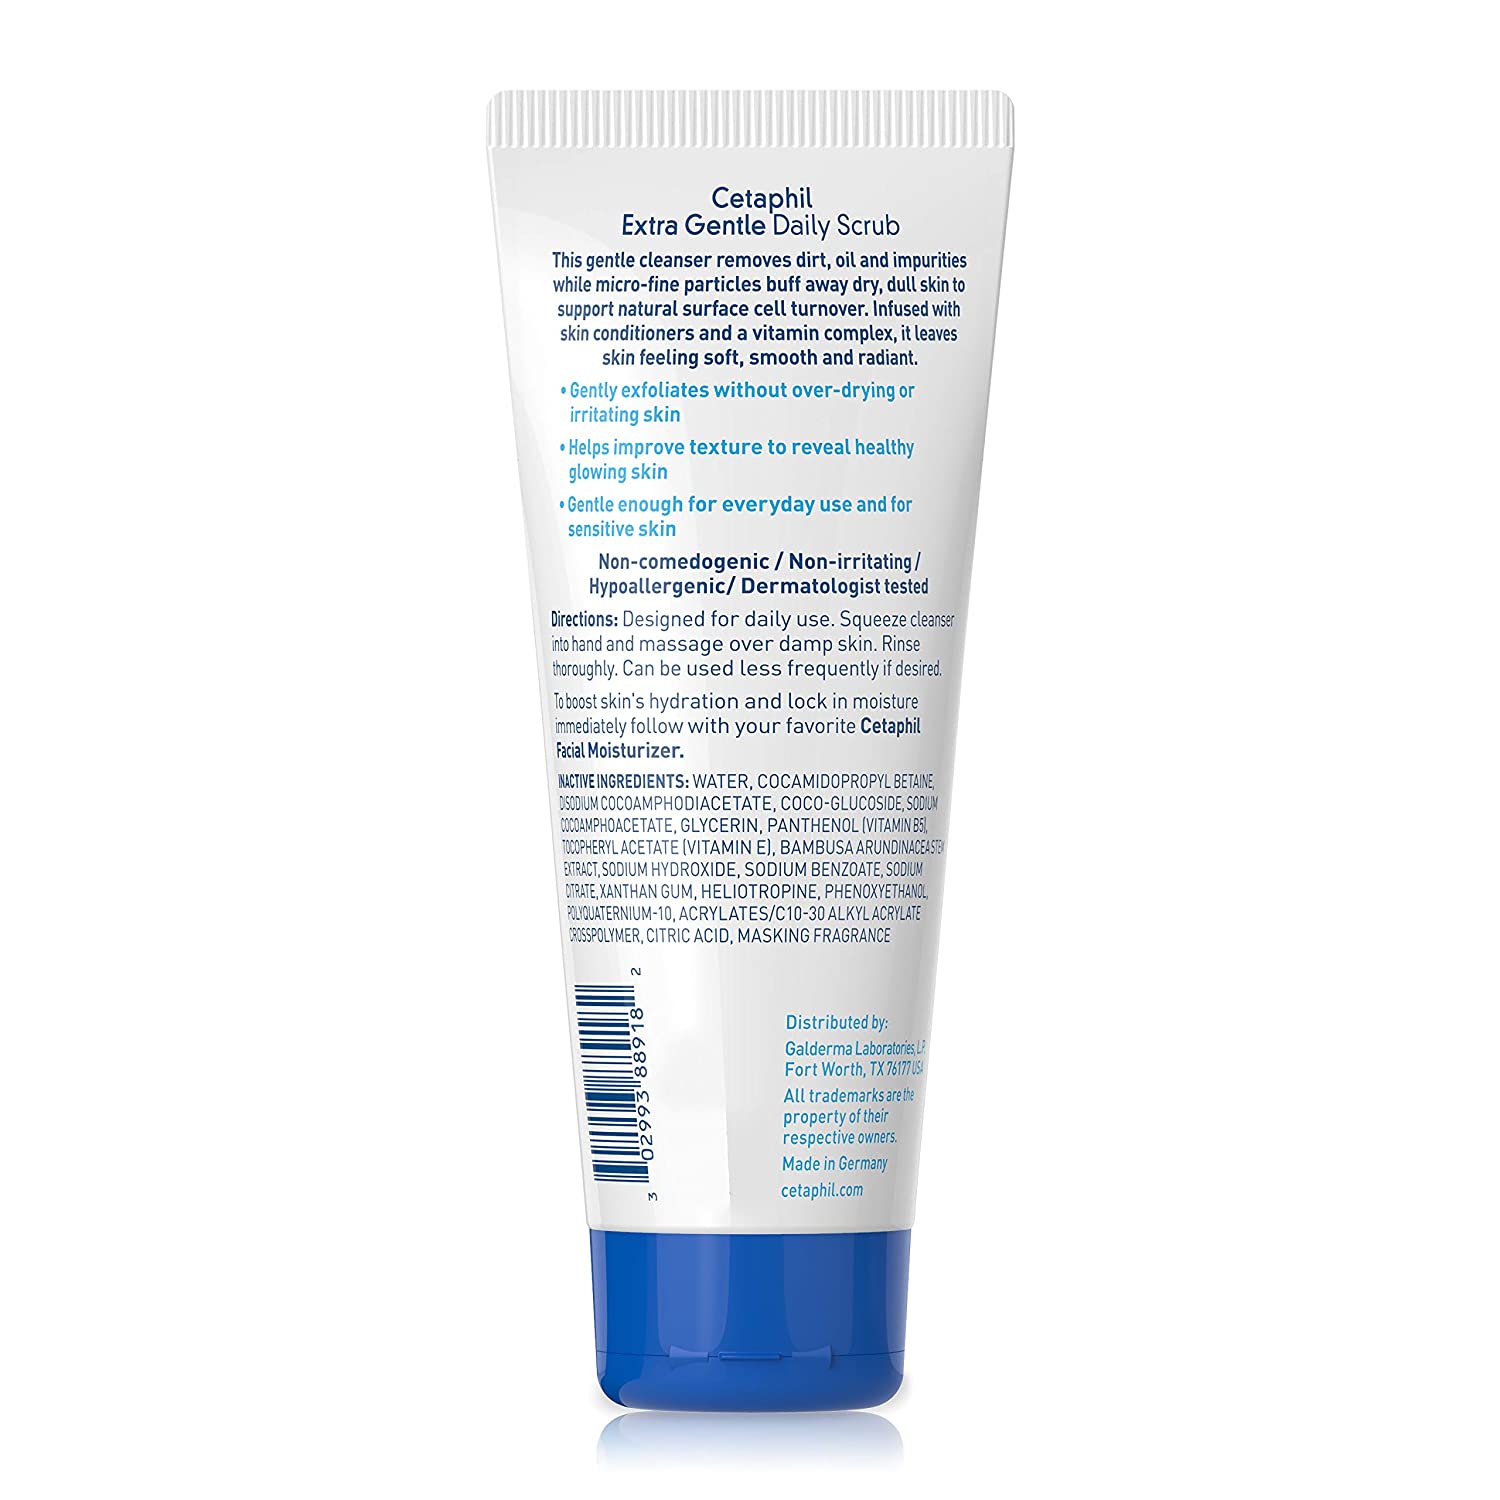 Cetaphil
Extra Gentle Daily Scrub
This gentle cleanser removes dirt, oil and impurities
while micro-fine particles buff away dry, dull skin to
support natural surface cell turnover. Infused with
skin conditioners and a vitamin complex, it leaves
skin feeling soft, smooth and radiant.
• Gently exfoliates without over-drying or
irritating skin
• Helps improve texture to reveal healthy
glowing skin
• Gentle enough for everyday use and for
sensitive skin
Non-comedogenic / Non-irritating /
Hypoallergenic/ Dermatologist tested
Directions: Designed for daily use. Squeeze cleanser
into hand and massage over damp skin. Rinse
thoroughly. Can be used less frequently if desired.
To boost skin's hydration and lock in moisture
immediately follow with your favorite Cetaphil
Facial Moisturizer.
INACTIVE INGREDIENTS: WATER, COCAMIDOPROPYL BETAINE,
DISODIUM COCOAMPHODIACETATE, COCO-GLUCOSIDE, SODIUM
COCOAMPHOACETATE, GLYCERIN, PANTHENOL (VITAMIN B5),
TOCOPHERYL ACETATE (VITAMIN E), BAMBUSA ARUNDINACEA STEM
EXTRACT, SODIUM HYDROXIDE, SODIUM BENZOATE, SODIUM
CITRATE, XANTHAN GUM, HELIOTROPINE, PHENOXYETHANOL,
POLYQUATERNIUM-10, ACRYLATES/C10-30 ALKYL ACRYLATE
CROSSPOLYMER, CITRIC ACID, MASKING FRAGRANCE
3 02993 88918 2
Distributed by:
Galderma Laboratories, L.P.
Fort Worth, TX 76177 USA
All trademarks are the
property of their
respective owners.
Made in Germany
cetaphil.com